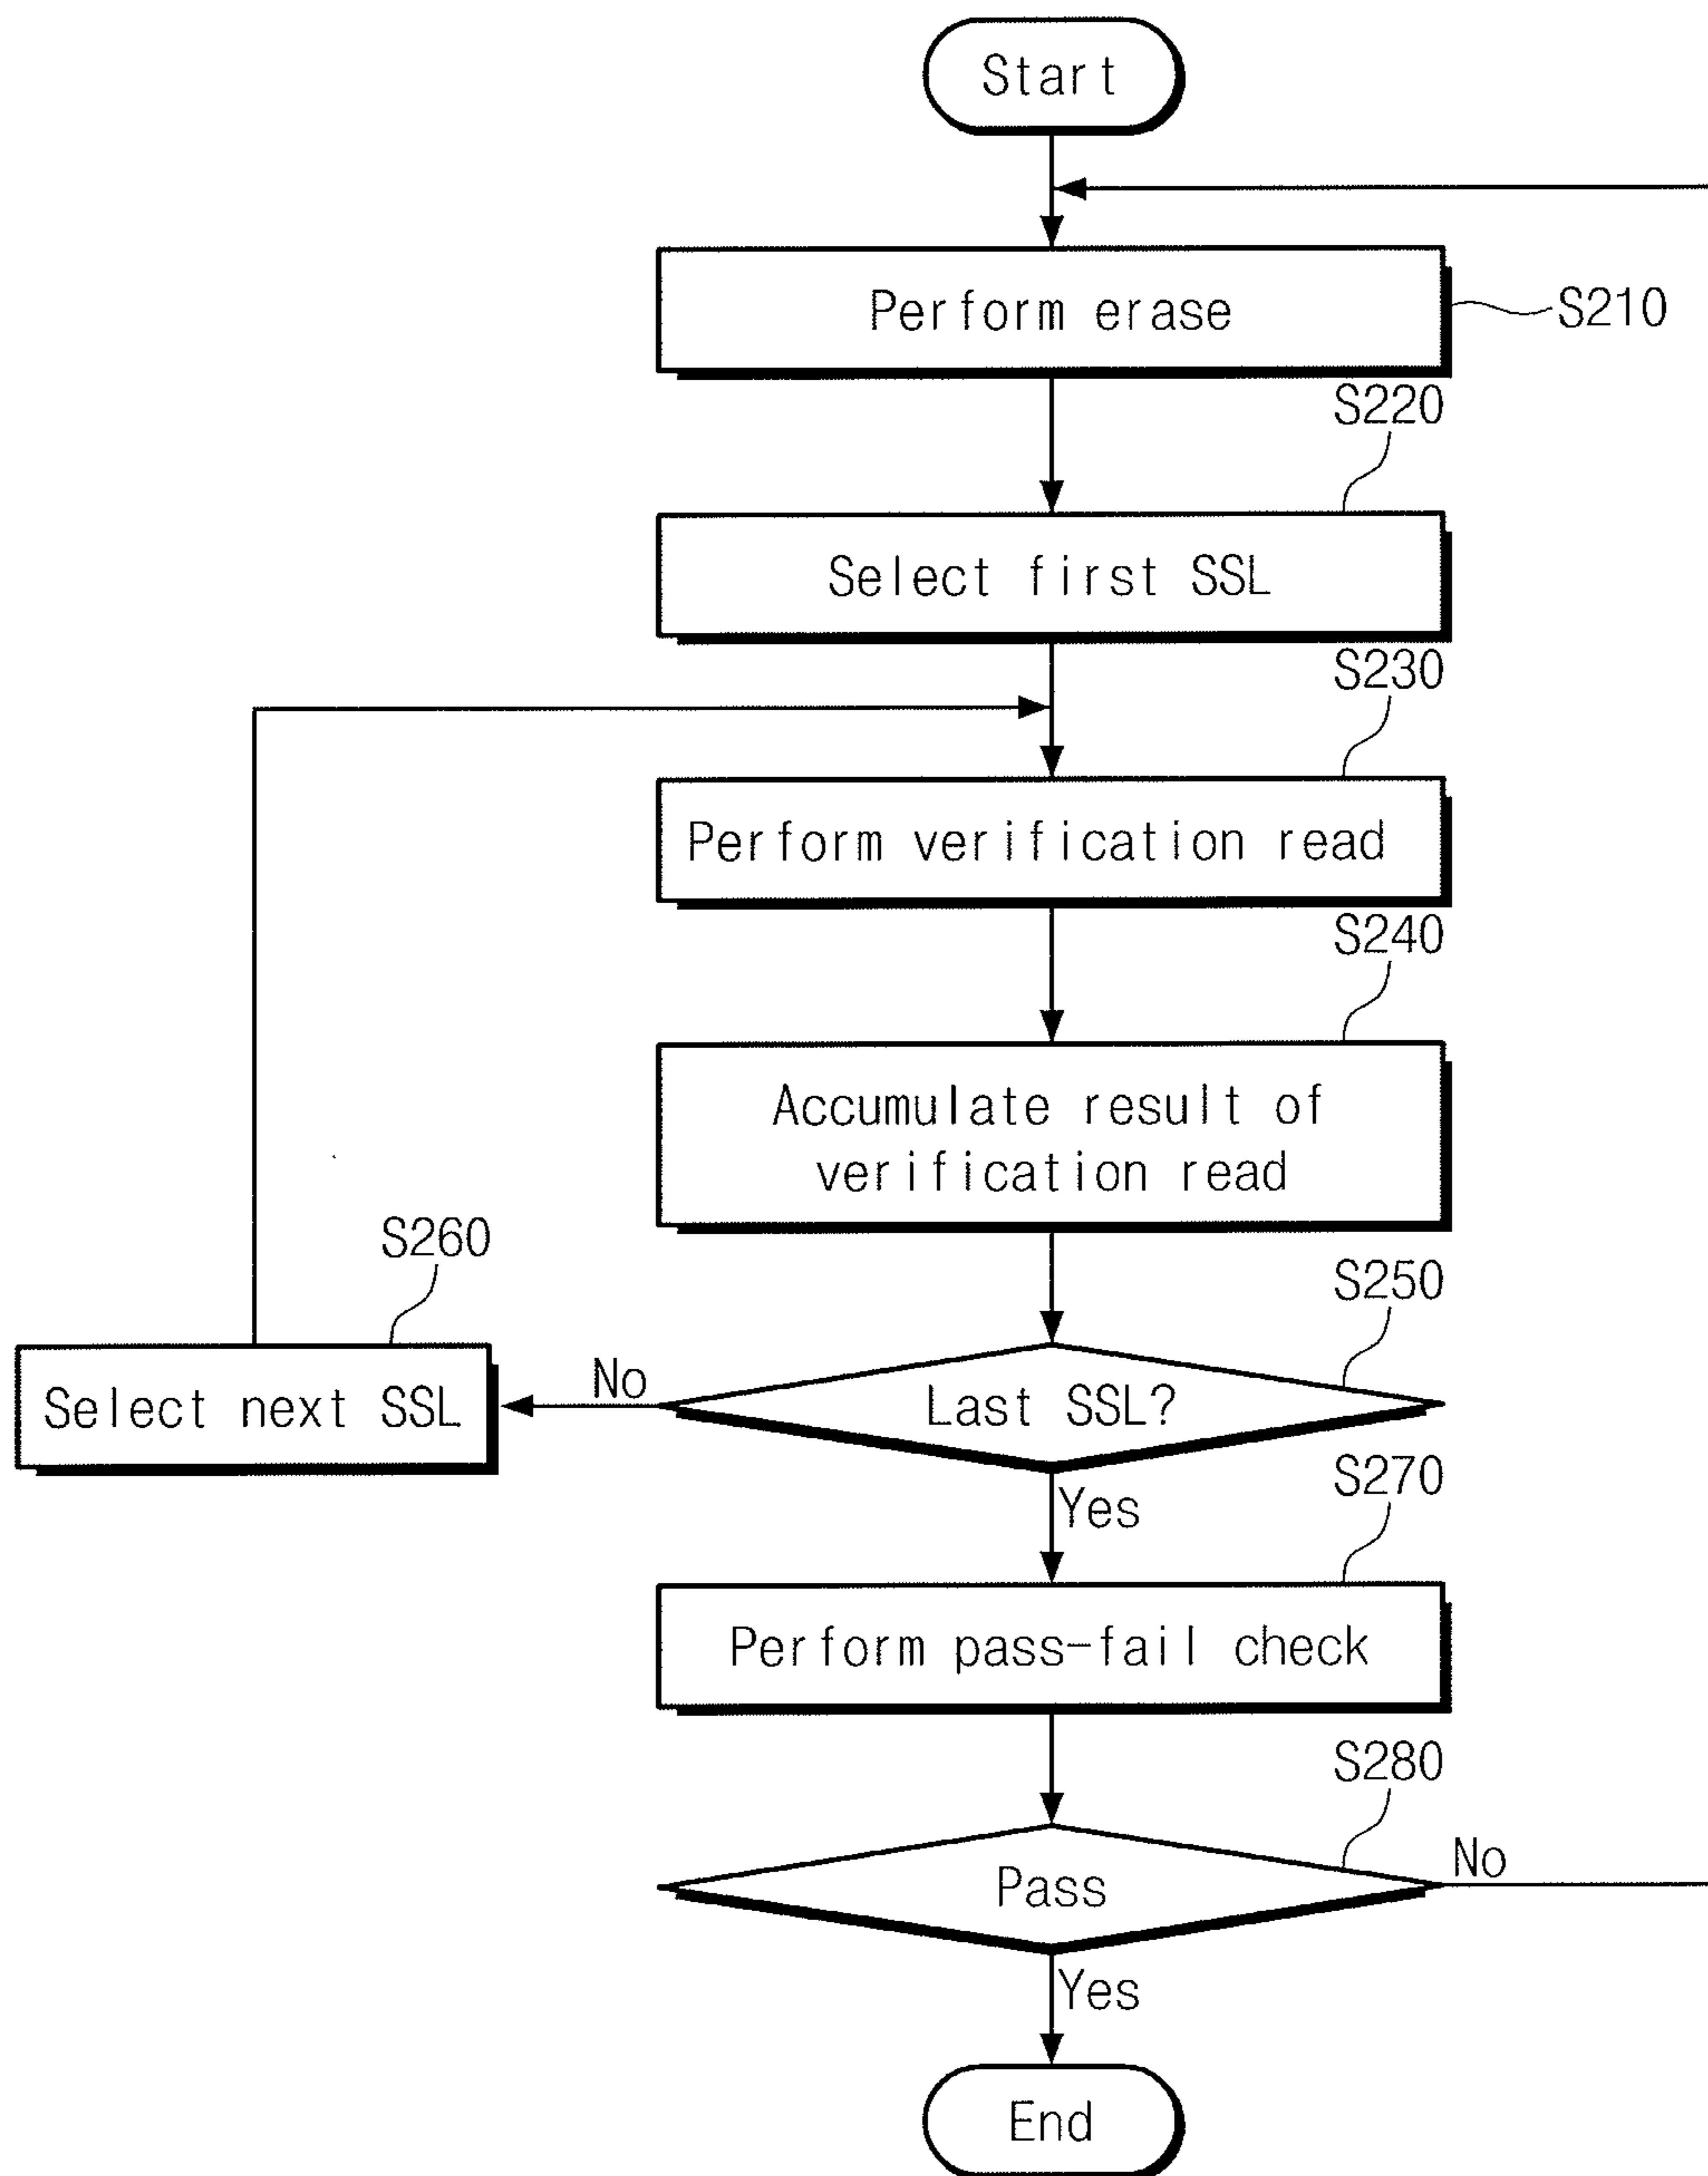 Start
Perform erase
S210
S220
Select first SSL
S230
Perform verification read
S240
Accumulate result of
verification read
S260
S250
Select next SSL
No
Last SSL?
S270
Yes
Perform pass-fail check
S280
Pass
No
Yes
End